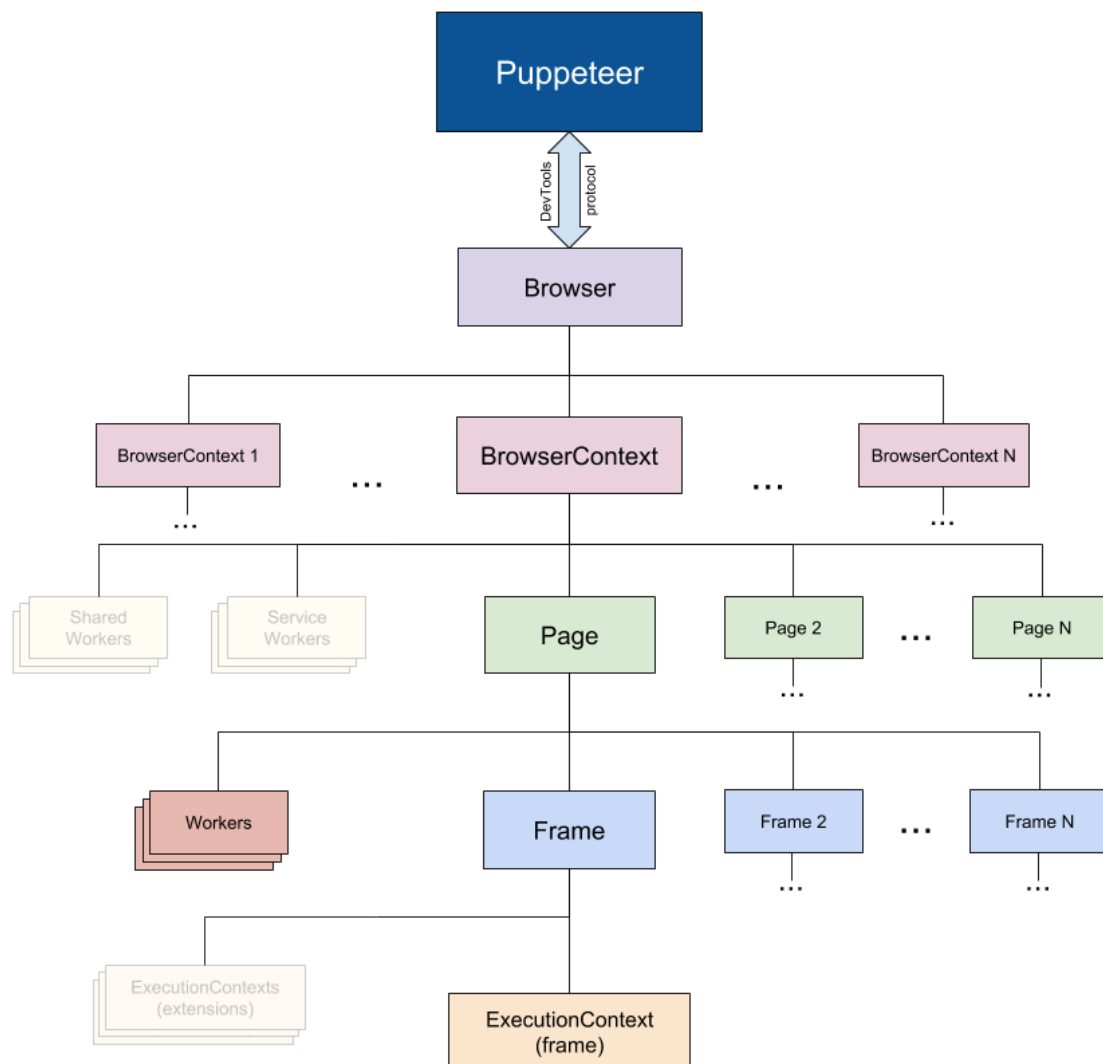 Puppeteer
DevTools
protocol
Browser
BrowserContext 1
...
BrowserContext
...
BrowserContext N
...
...
Shared
Workers
Service
Workers
Page
Page 2
...
Page N
...
...
Workers
Frame
Frame 2
...
Frame N
...
...
ExecutionContexts
(extensions)
ExecutionContext
(frame)